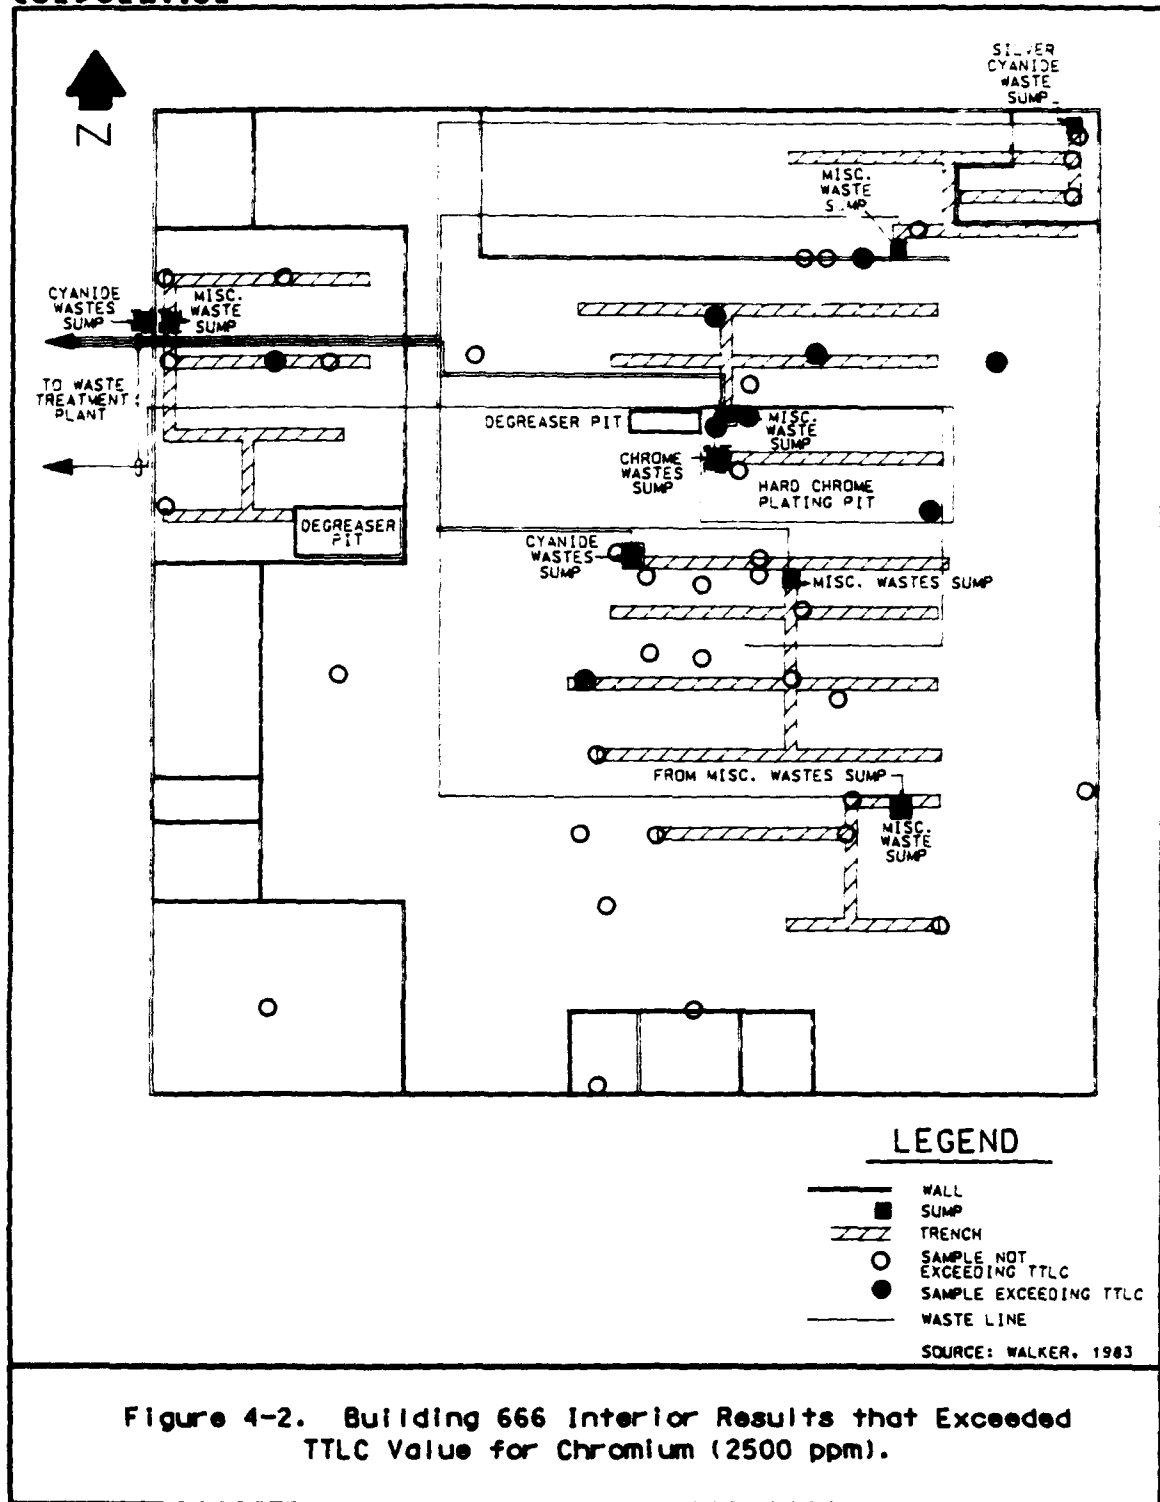 SILVER
CYANIDE
WASTE
SUMP
Z
MISC.
WASTE
SUMP
CYANIDE
WASTES
SUMP
MISC.
WASTE
SUMP
TO WASTE
TREATMENT
PLANT
DEGREASER PIT
MISC.
WASTE
SUMP
CHROME
WASTES
SUMP
HARD CHROME
PLATING PIT
DEGREASER
PIT
CYANIDE
WASTES
SUMP
MISC. WASTES SUMP
FROM MISC. WASTES SUMP
MISC.
WASTE
SUMP
LEGEND
WALL
SUMP
TRENCH
SAMPLE NOT
EXCEEDING TTLC
SAMPLE EXCEEDING TTLC
WASTE LINE
SOURCE: WALKER, 1983
Figure 4-2. Building 666 Interior Results that Exceeded
TTLC Value for Chromium (2500 ppm).